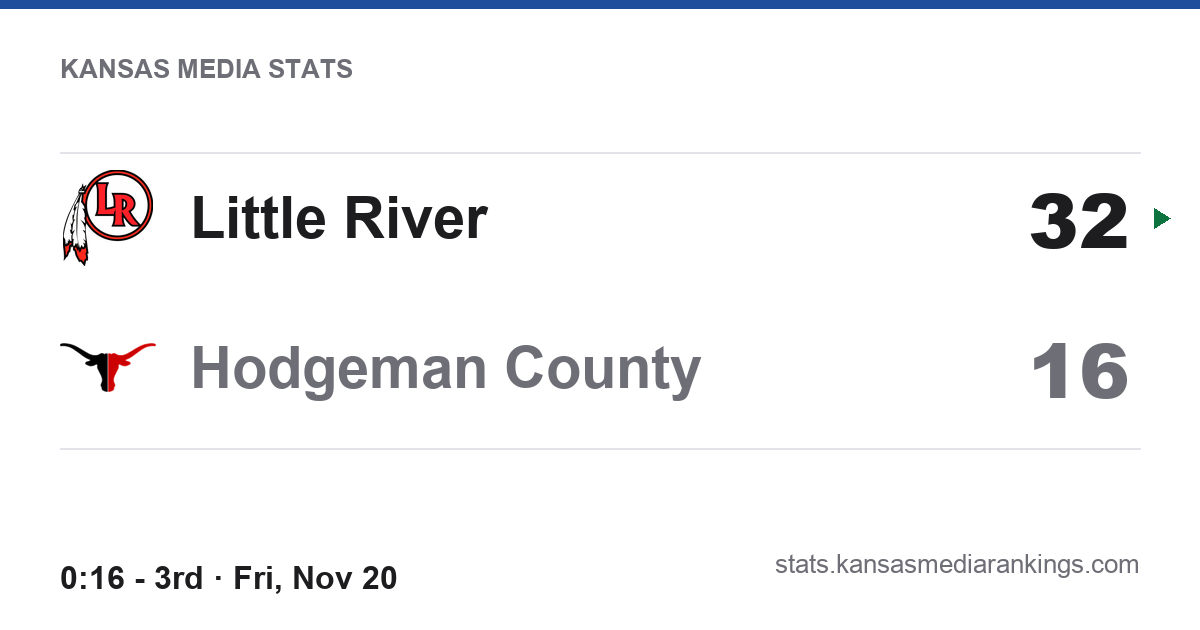 KANSAS MEDIA STATS
LR
Little River
32
Hodgeman County
16
0:16 - 3rd · Fri, Nov 20
stats.kansasmediarankings.com